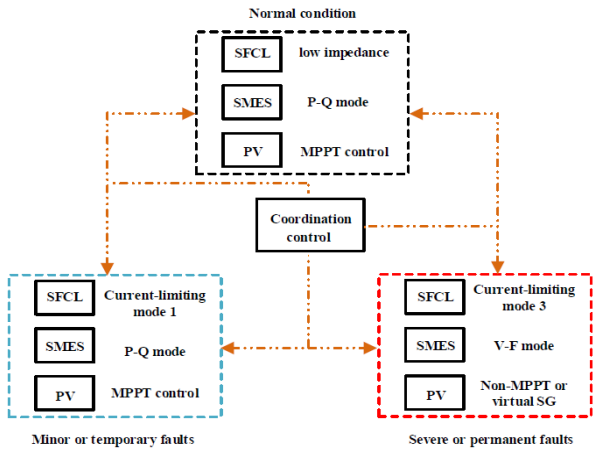 Normal condition
SFCL low impedance
SMES P-Q mode
PV MPPT control
Coordination
control
SFCL Current-limiting
mode 1
SMES P-Q mode
PV MPPT control
Minor or temporary faults
SFCL Current-limiting
mode 3
SMES V-F mode
PV Non-MPPT or
virtual SG
Severe or permanent faults